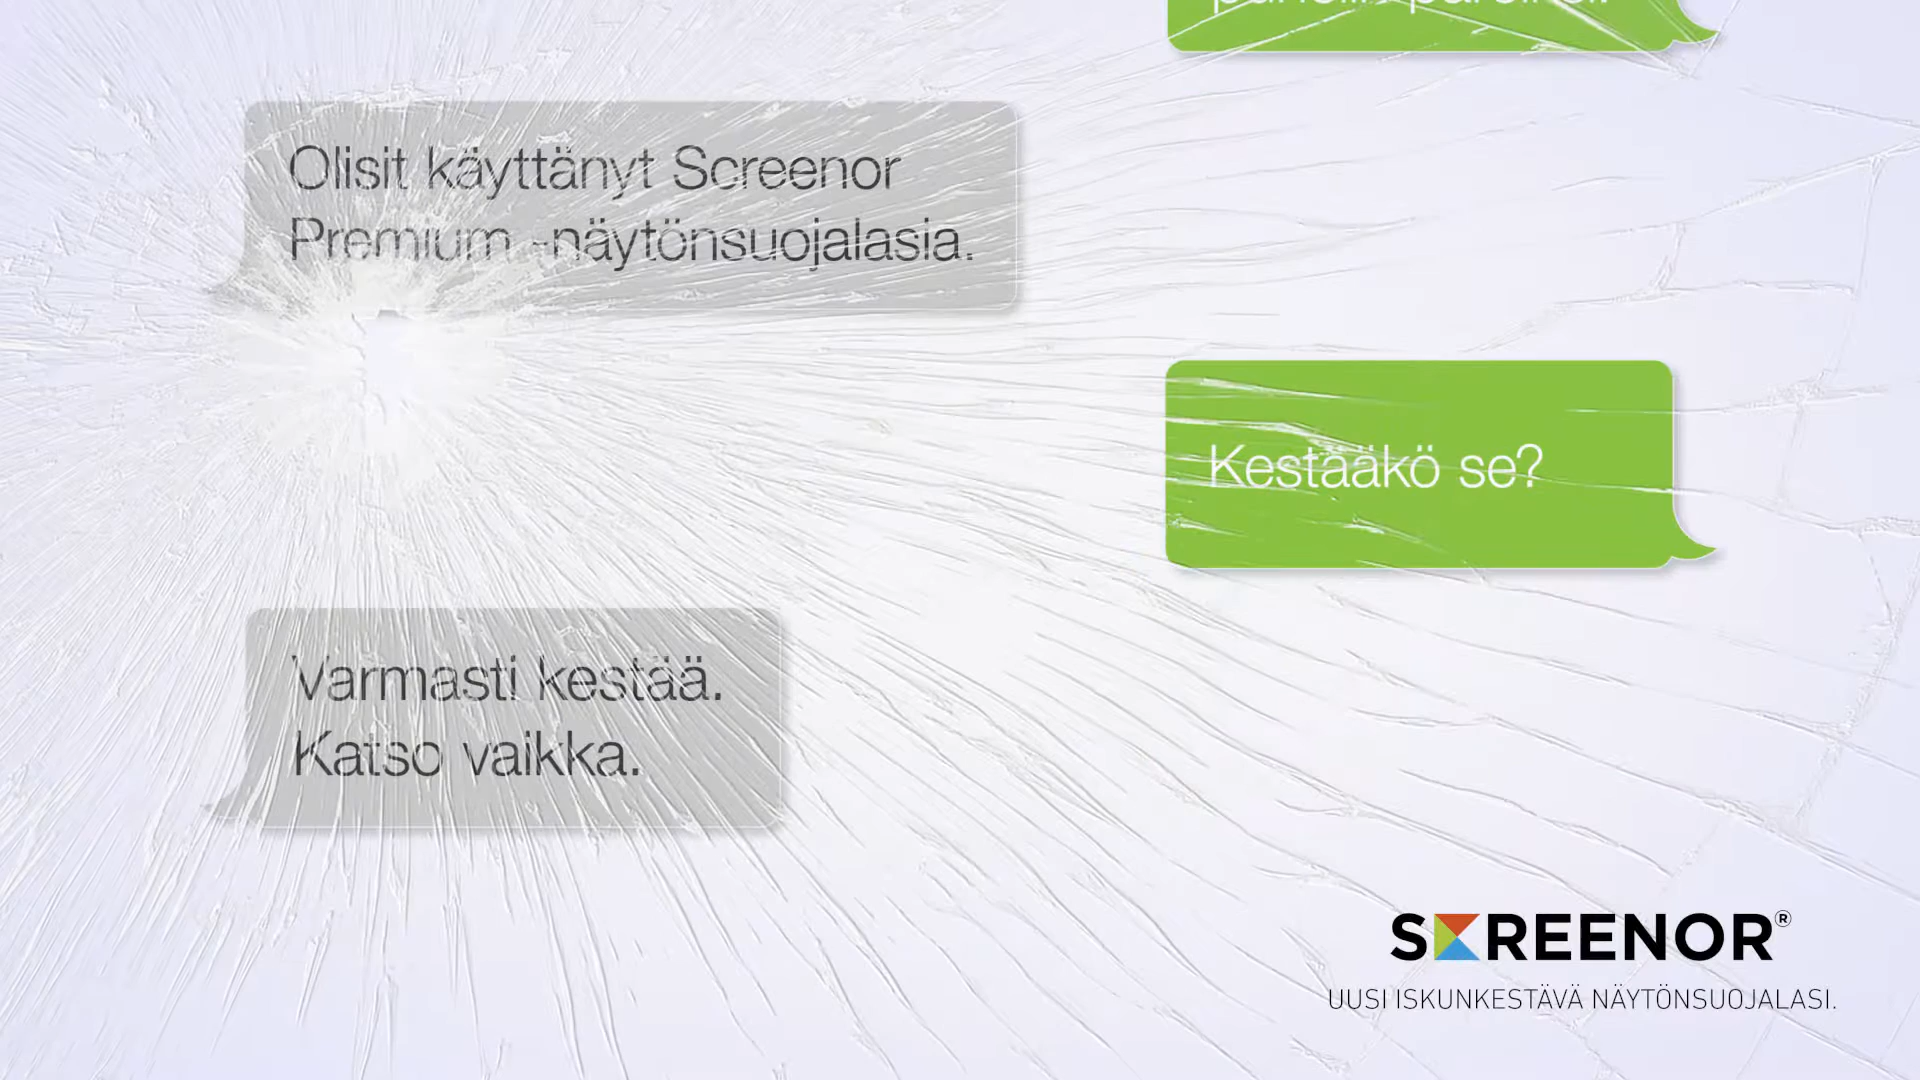 Olisit käyttänyt Screenor
Premium -näytönsuojalasia.
Kestääkö se?
Varmasti kestää.
Katso vaikka.
SCREENOR®
UUSI ISKUNKESTÄVÄ NÄYTÖNSUOJALASI.